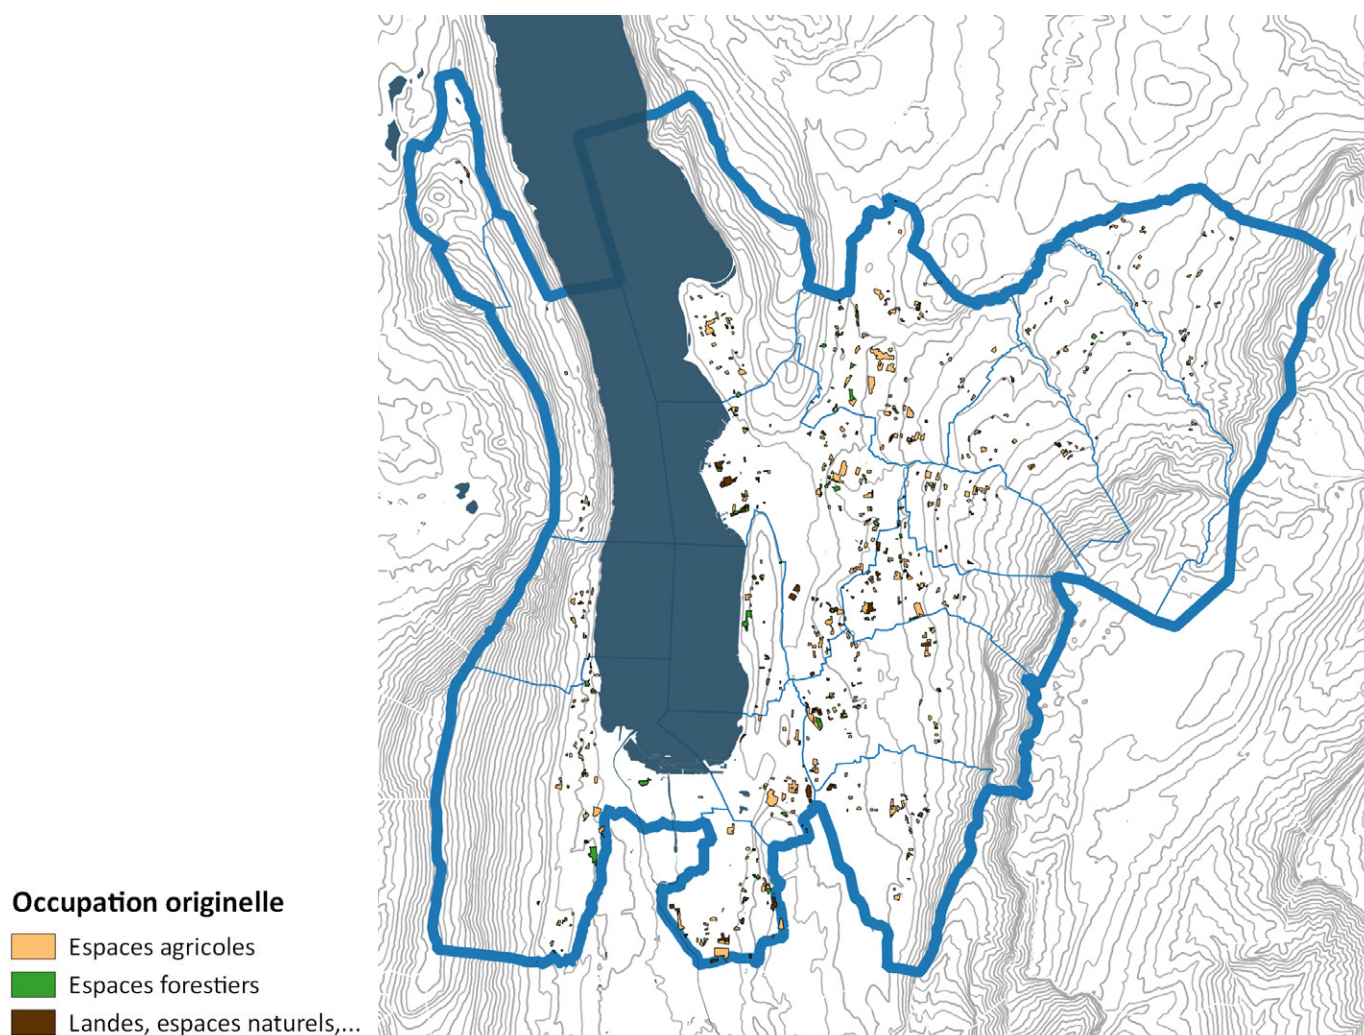 Occupation originelle
Espaces agricoles
Espaces forestiers
Landes, espaces naturels,...